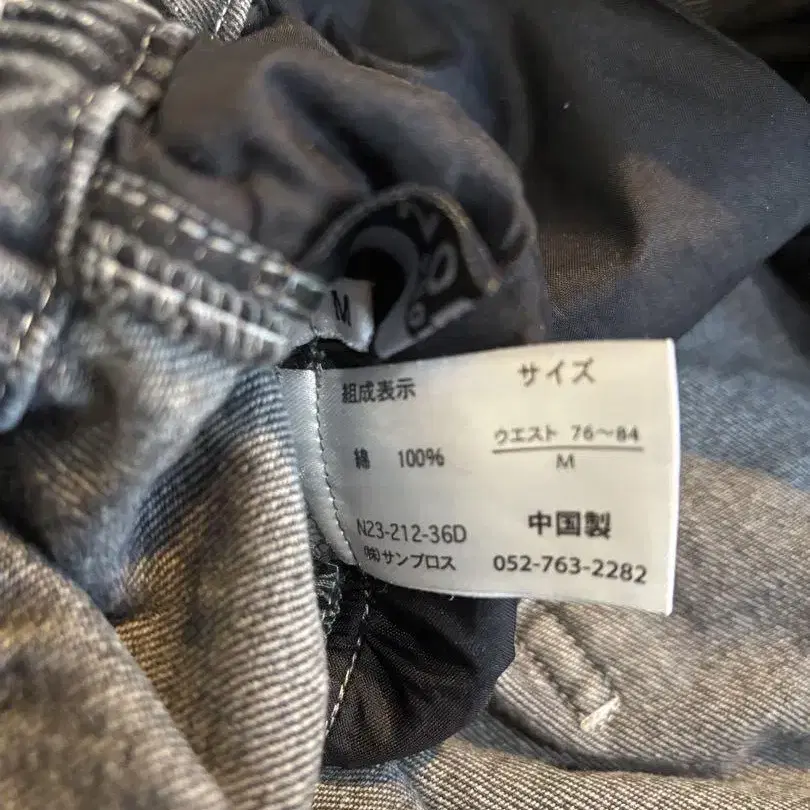 M
組成表示
綿 100%
サイズ
ウエスト 76～84
M
N23-212-36D
㈱サンプロス
中国製
052-763-2282